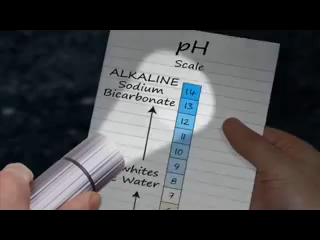 pH
Scale
ALKALINE
Sodium
Bicarbonate
14
13
12
11
10
9
8
7
whites
Water